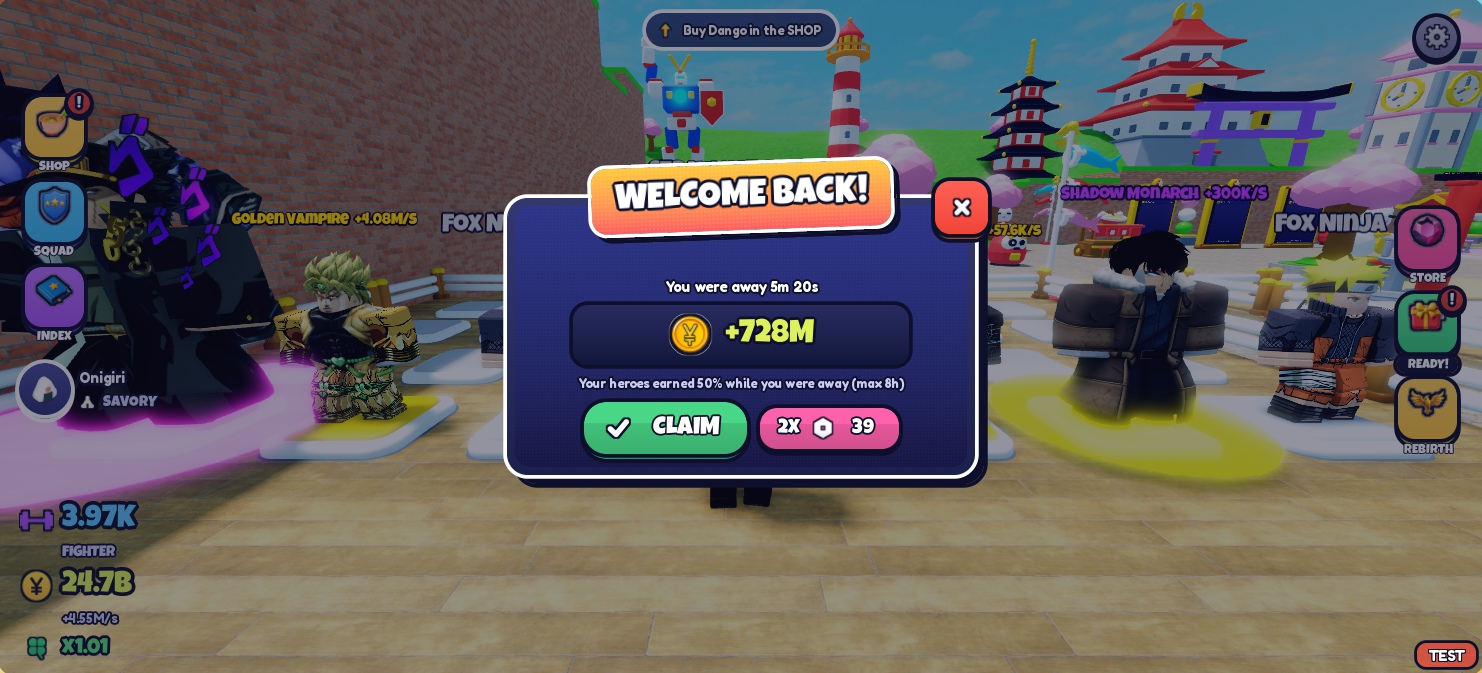 Buy Dango in the SHOP
!
SHOP
SQUAD
INDEX
Onigiri
SAVORY
GOLDEN VAMPIRE +4.08M/S
FOX N
WELCOME BACK!
You were away 5m 20s
+728M
Your heroes earned 50% while you were away (max 8h)
CLAIM
2X 39
57.6K/S
SHADOW MONARCH +300K/S
FOX NINJA
STORE
!
READY!
REBIRTH
3.97K
FIGHTER
24.7B
+4.55M/s
X1.01
TEST